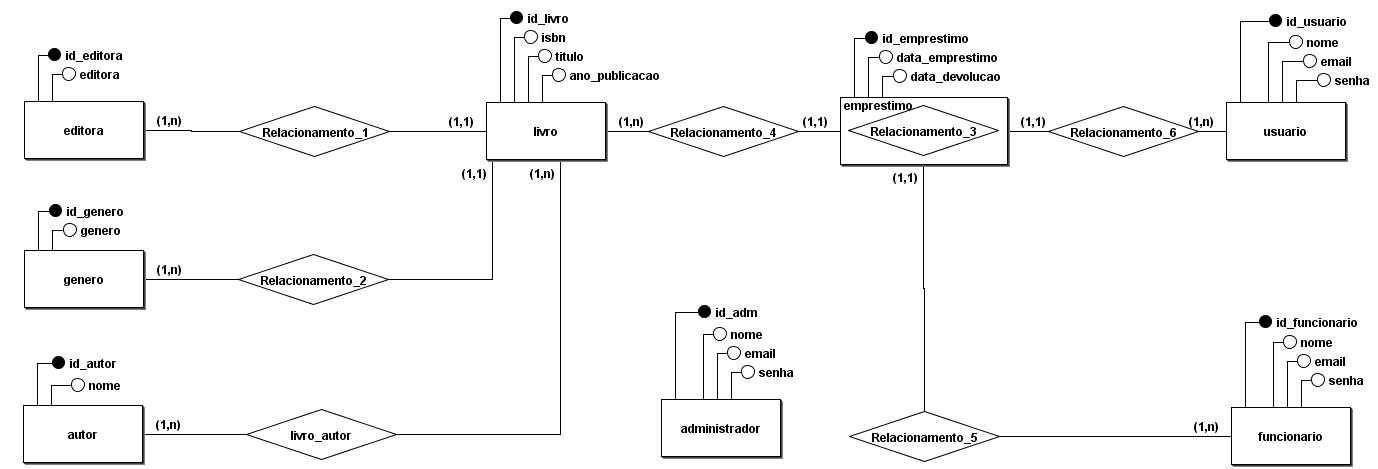 id_editora
editora
editora
(1,n)
Relacionamento_1
(1,1)
id_livro
isbn
titulo
ano_publicacao
livro
(1,n)
Relacionamento_4
(1,1)
id_emprestimo
data_emprestimo
data_devolucao
emprestimo
Relacionamento_3
(1,1)
Relacionamento_6
(1,n)
id_usuario
nome
email
senha
usuario
(1,1)
(1,n)
(1,1)
id_genero
genero
genero
(1,n)
Relacionamento_2
id_autor
nome
autor
(1,n)
livro_autor
id_adm
nome
email
senha
administrador
Relacionamento_5
(1,n)
id_funcionario
nome
email
senha
funcionario